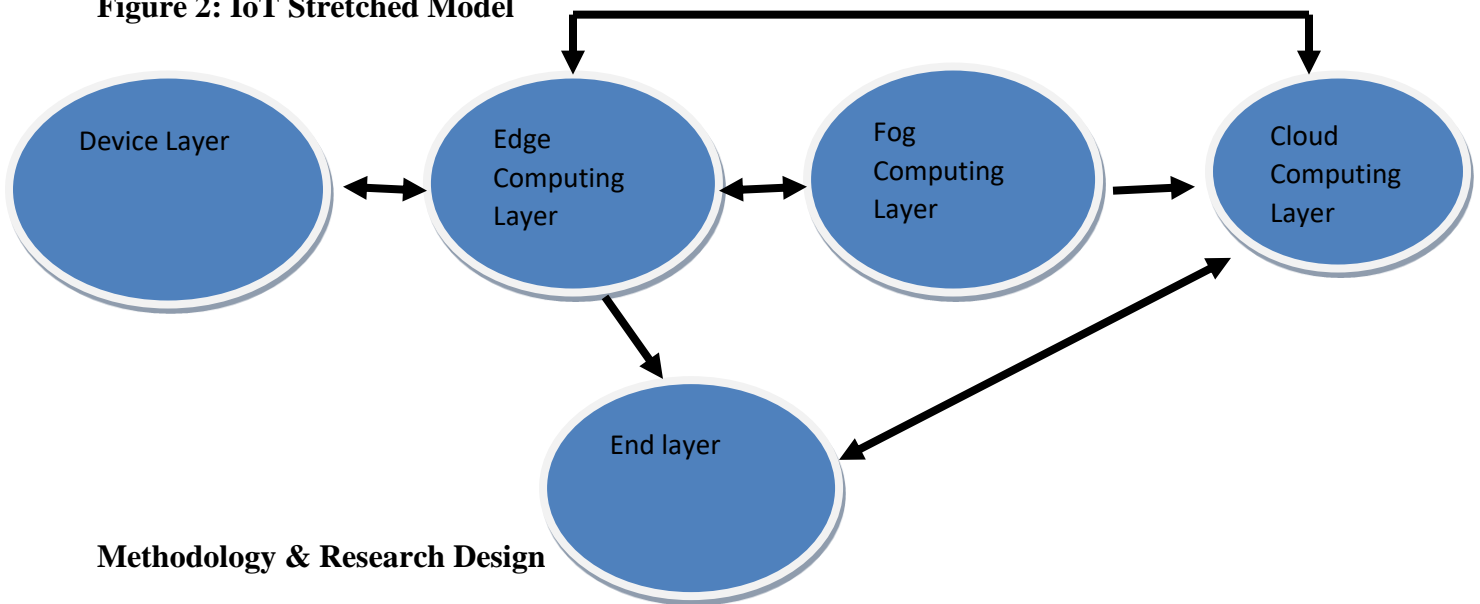 Figure 2: IoT Stretched Model
Device Layer
Edge
Computing
Layer
Fog
Computing
Layer
Cloud
Computing
Layer
End layer
Methodology & Research Design